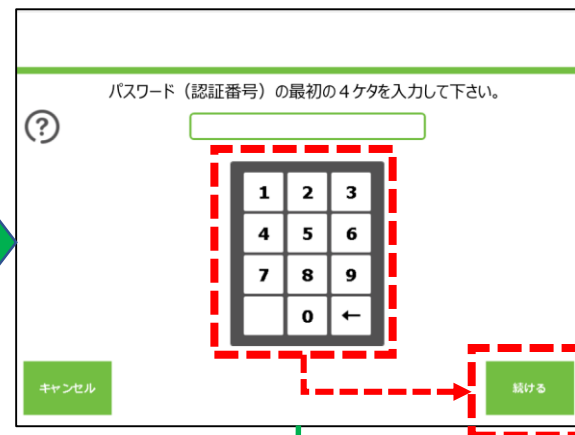 パスワード（認証番号）の最初の４ケタを入力して下さい。
?
1 2 3
4 5 6
7 8 9
0 ←
キャンセル
続ける